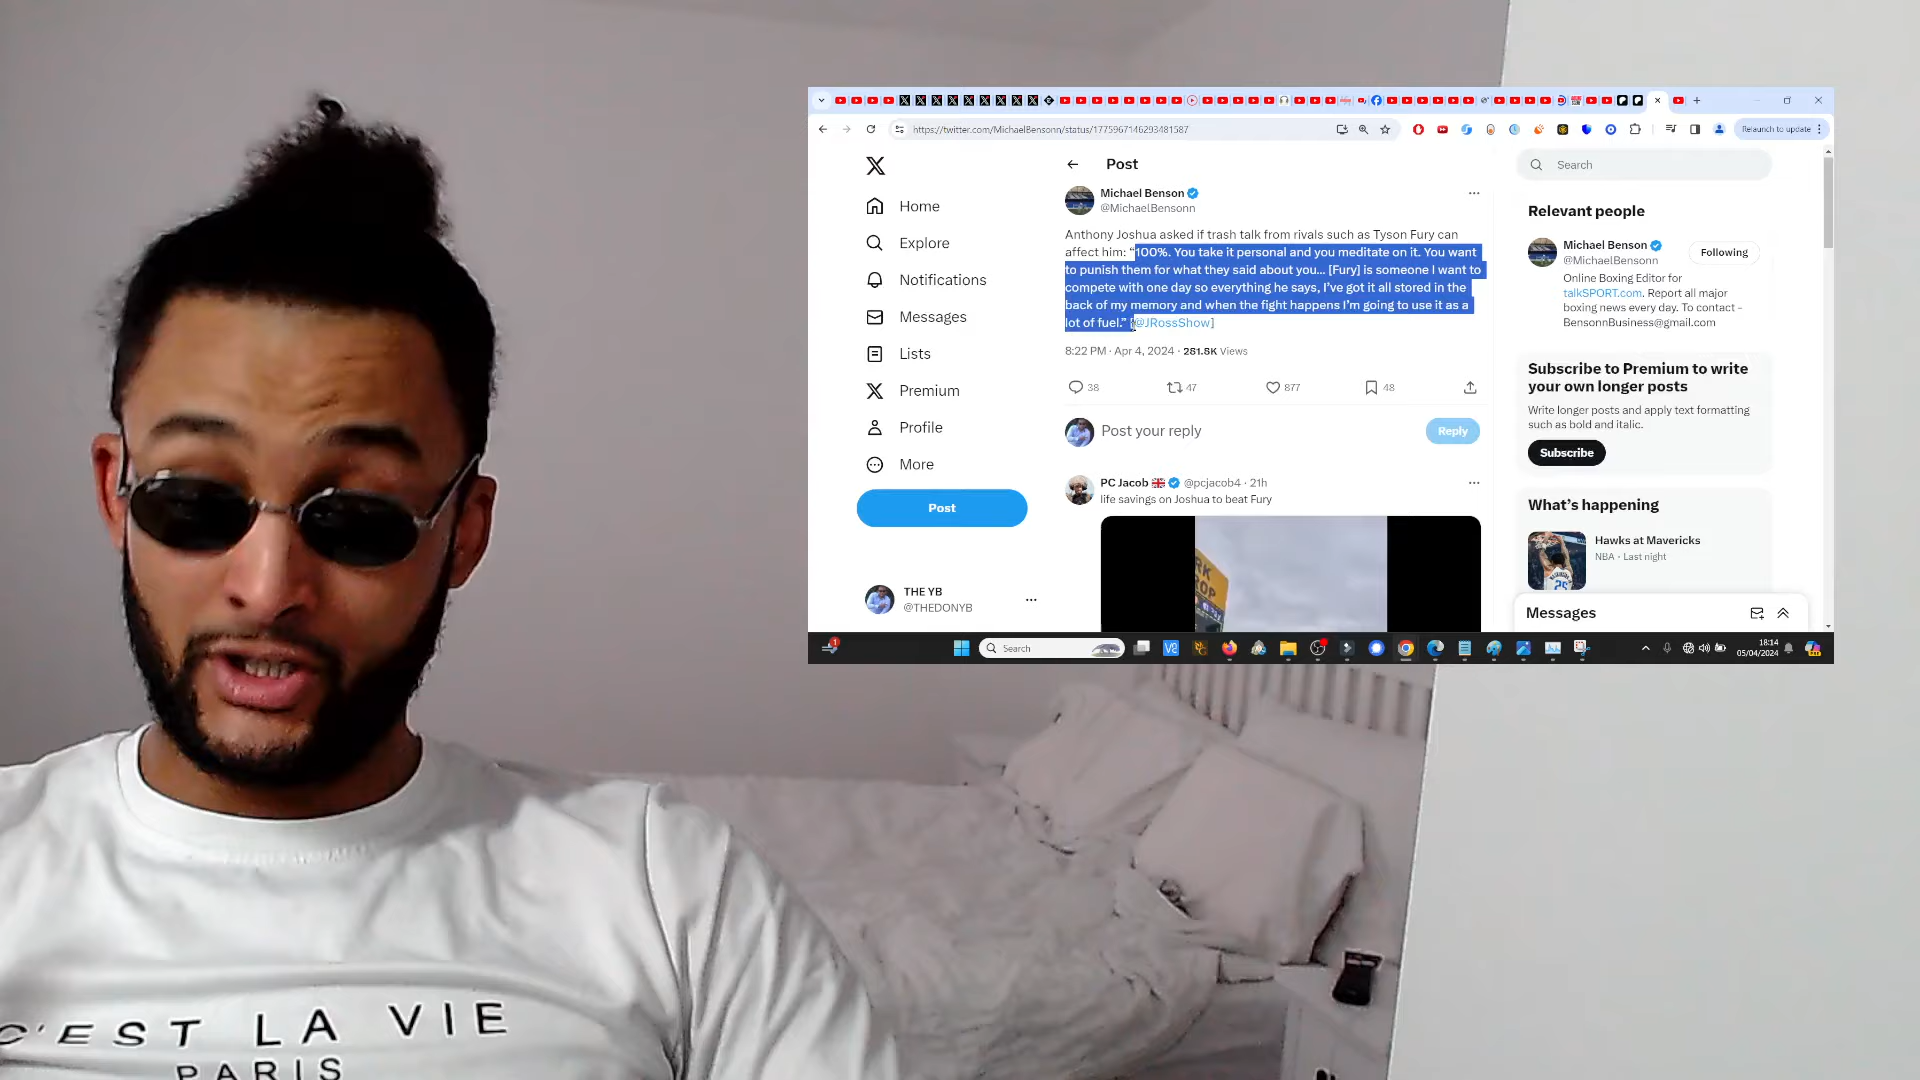 https://twitter.com/MichaelBensonn/status/1775967146293481587
Relaunch to update
Home
Explore
Notifications
Messages
Lists
Premium
Profile
More
Post
THE YB
@THEDONYB
Post
Michael Benson
@MichaelBensonn
Anthony Joshua asked if trash talk from rivals such as Tyson Fury can
affect him: “100%. You take it personal and you meditate on it. You want
to punish them for what they said about you... [Fury] is someone I want to
compete with one day so everything he says, I've got it all stored in the
back of my memory and when the fight happens I'm going to use it as a
lot of fuel.” [@JRossShow]
8:22 PM · Apr 4, 2024 · 281.8K Views
38 47 877 48
Post your reply
Reply
PC Jacob @pcjacob4 · 21h
life savings on Joshua to beat Fury
Search
Relevant people
Michael Benson
@MichaelBensonn
Following
Online Boxing Editor for
talkSPORT.com. Report all major
boxing news every day. To contact -
BensonnBusiness@gmail.com
Subscribe to Premium to write
your own longer posts
Write longer posts and apply text formatting
such as bold and italic.
Subscribe
What's happening
Hawks at Mavericks
NBA · Last night
Messages
Search
18:14
05/04/2024
C'EST LA VIE
PARIS